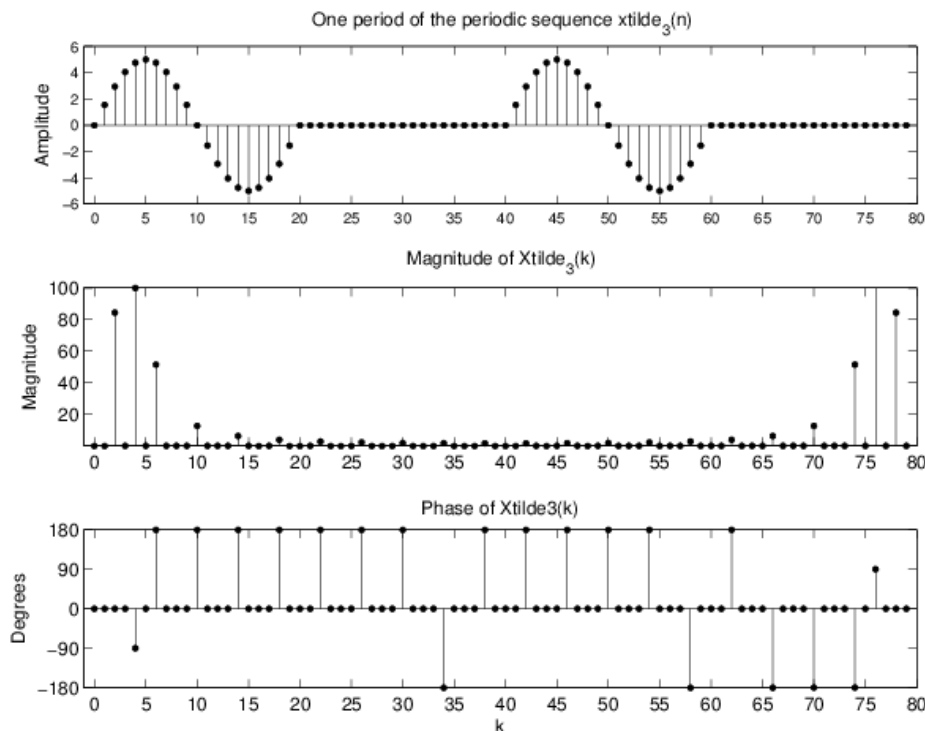 One period of the periodic sequence xtilde3(n)
Amplitude
6
4
2
0
−2
−4
−6
0 5 10 15 20 25 30 35 40 45 50 55 60 65 70 75 80
Magnitude of Xtilde3(k)
Magnitude
100
80
60
40
20
0 5 10 15 20 25 30 35 40 45 50 55 60 65 70 75 80
Phase of Xtilde3(k)
Degrees
180
90
0
−90
−180
0 5 10 15 20 25 30 35 40 45 50 55 60 65 70 75 80
k